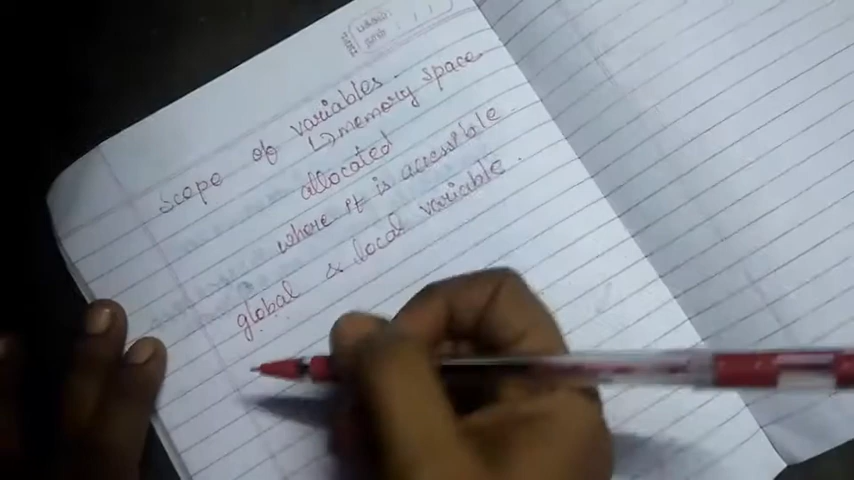 scope of variables.
↳ memory space
allocated
where it is accessible
global & local variable.